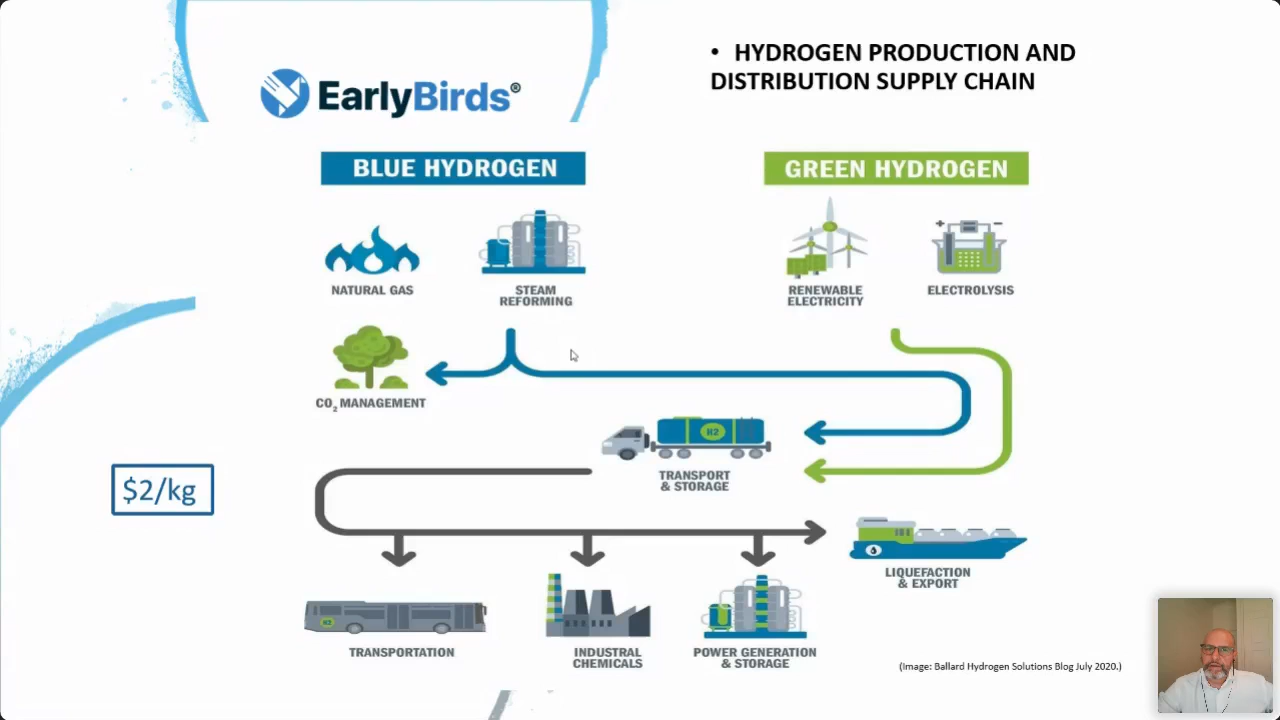 • HYDROGEN PRODUCTION AND
DISTRIBUTION SUPPLY CHAIN
EarlyBirds®
BLUE HYDROGEN
GREEN HYDROGEN
NATURAL GAS
STEAM
REFORMING
RENEWABLE
ELECTRICITY
+ −
ELECTROLYSIS
CO₂ MANAGEMENT
H2
TRANSPORT
& STORAGE
$2/kg
LIQUEFACTION
& EXPORT
H2
TRANSPORTATION
INDUSTRAL
CHEMICALS
POWER GENERATION
& STORAGE
(Image: Ballard Hydrogen Solutions Blog July 2020.)